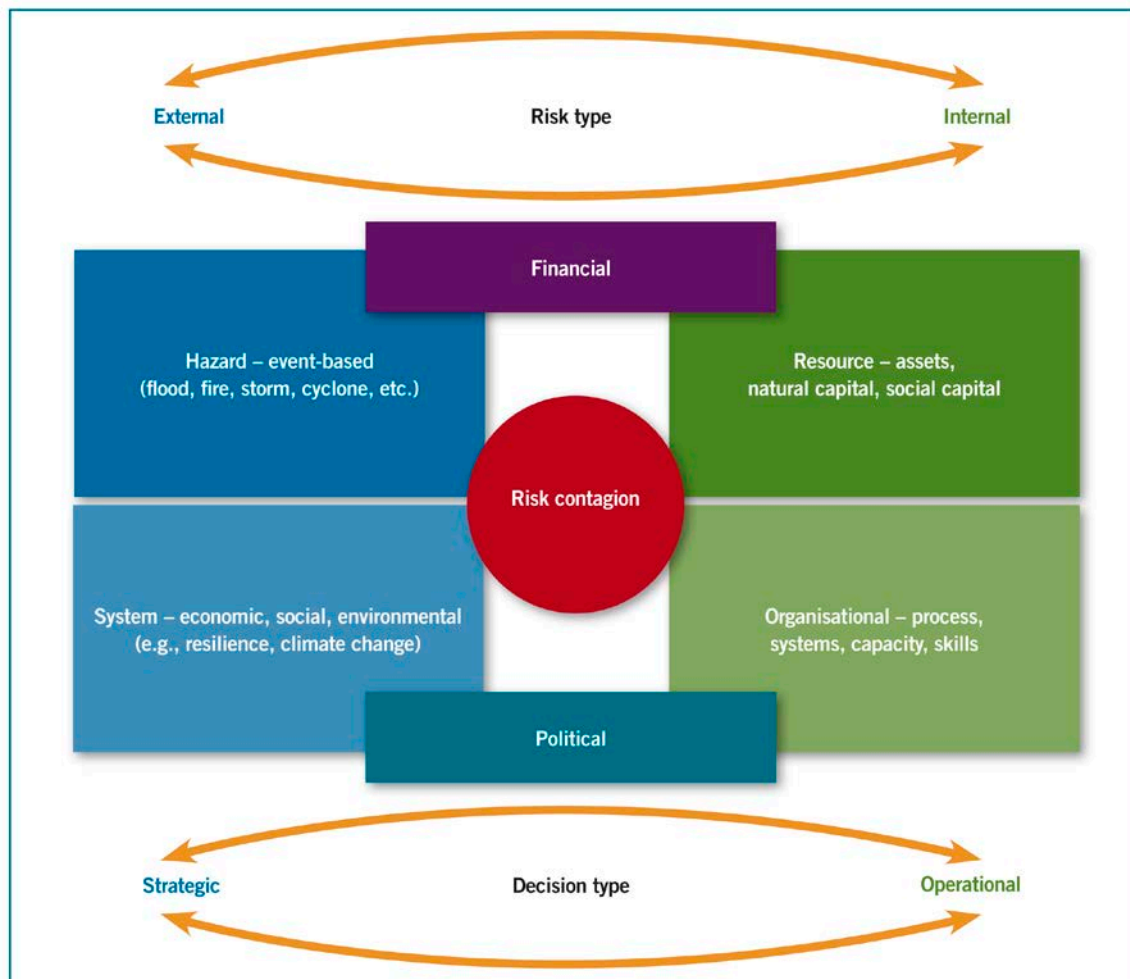 External
Risk type
Internal
Financial
Hazard – event-based
(flood, fire, storm, cyclone, etc.)
Resource – assets,
natural capital, social capital
Risk contagion
System – economic, social, environmental
(e.g., resilience, climate change)
Organisational – process,
systems, capacity, skills
Political
Strategic
Decision type
Operational